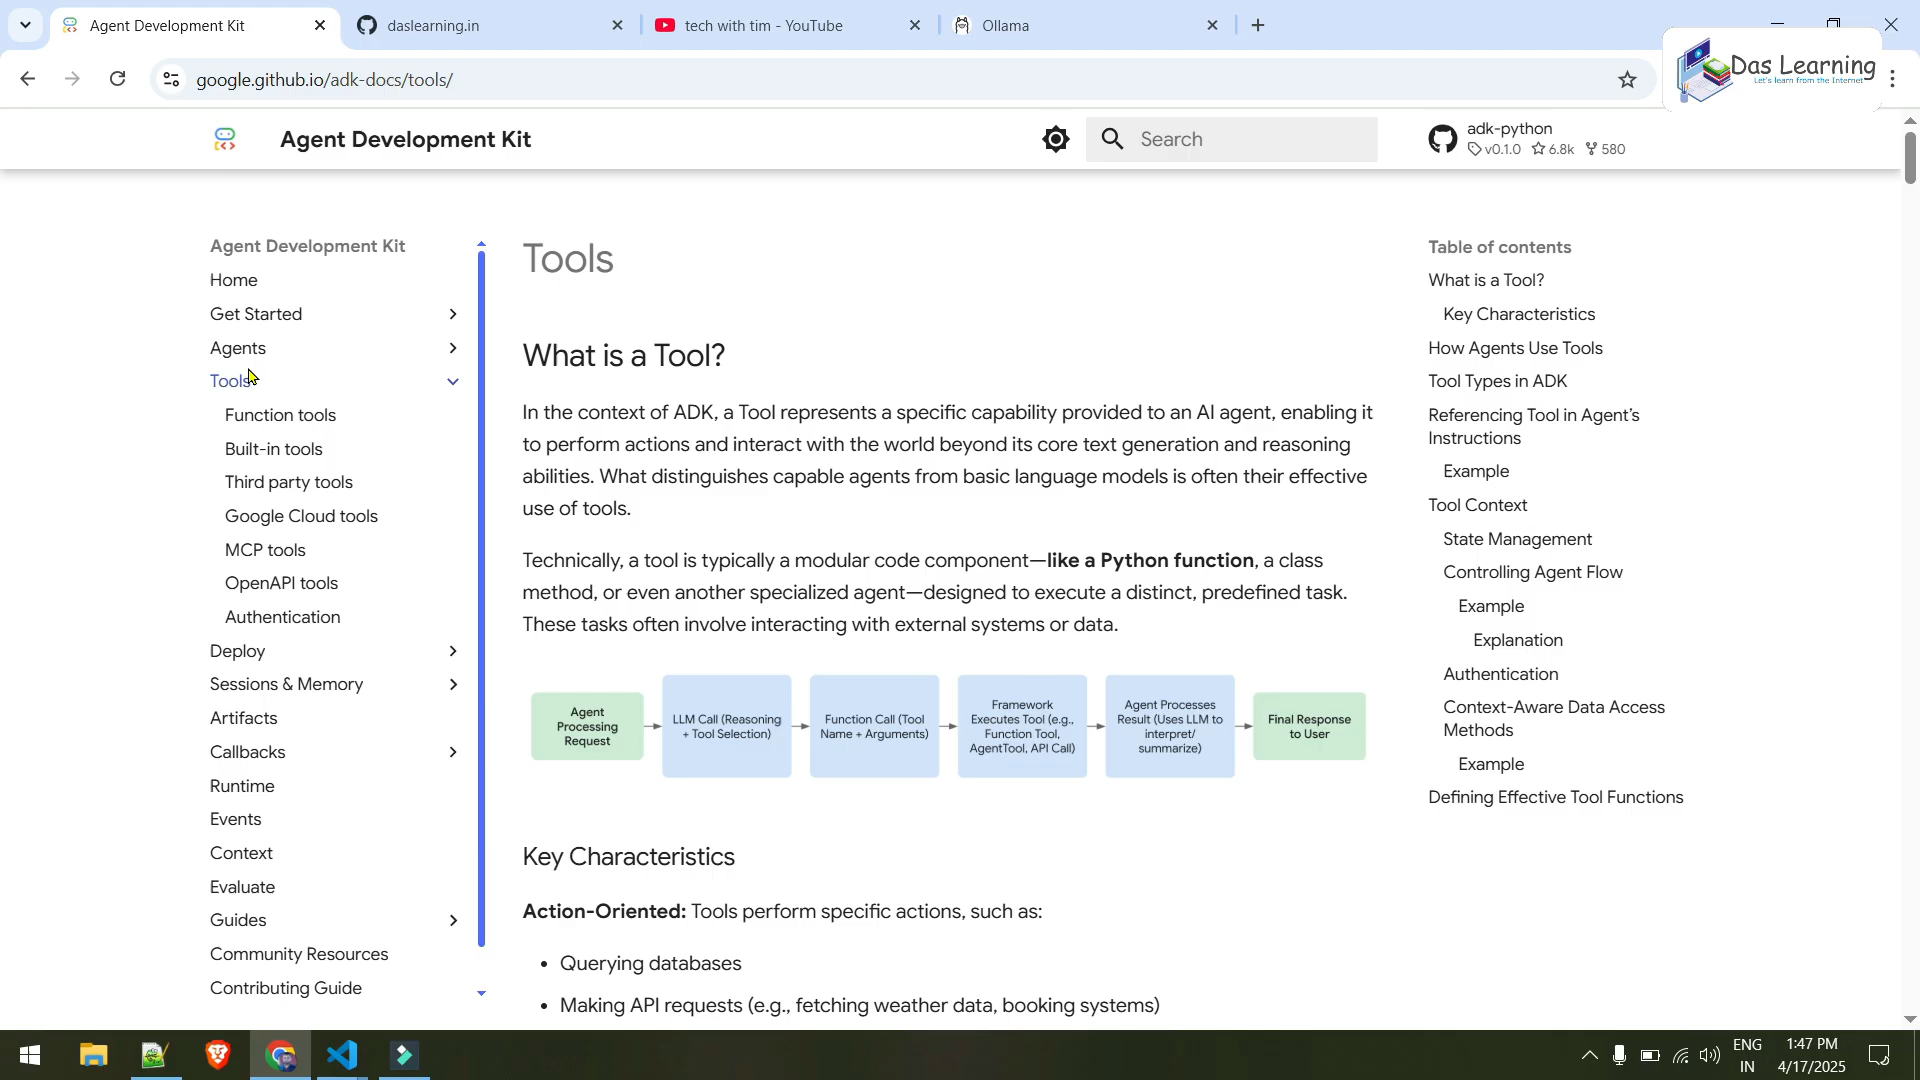 Agent Development Kit
daslearning.in
tech with tim - YouTube
Ollama
google.github.io/adk-docs/tools/
Das Learning
Let's learn from the Internet
Agent Development Kit
Search
adk-python
v0.1.0 6.8k 580
Agent Development Kit
Home
Get Started
Agents
Tools
Function tools
Built-in tools
Third party tools
Google Cloud tools
MCP tools
OpenAPI tools
Authentication
Deploy
Sessions & Memory
Artifacts
Callbacks
Runtime
Events
Context
Evaluate
Guides
Community Resources
Contributing Guide
Tools
What is a Tool?
In the context of ADK, a Tool represents a specific capability provided to an AI agent, enabling it
to perform actions and interact with the world beyond its core text generation and reasoning
abilities. What distinguishes capable agents from basic language models is often their effective
use of tools.
Technically, a tool is typically a modular code component—like a Python function, a class
method, or even another specialized agent—designed to execute a distinct, predefined task.
These tasks often involve interacting with external systems or data.
Agent
Processing
Request
LLM Call (Reasoning
+ Tool Selection)
Function Call (Tool
Name + Arguments)
Framework
Executes Tool (e.g.,
Function Tool,
AgentTool, API Call)
Agent Processes
Result (Uses LLM to
interpret/
summarize)
Final Response
to User
Key Characteristics
Action-Oriented: Tools perform specific actions, such as:
• Querying databases
• Making API requests (e.g., fetching weather data, booking systems)
Table of contents
What is a Tool?
Key Characteristics
How Agents Use Tools
Tool Types in ADK
Referencing Tool in Agent's
Instructions
Example
Tool Context
State Management
Controlling Agent Flow
Example
Explanation
Authentication
Context-Aware Data Access
Methods
Example
Defining Effective Tool Functions
ENG
IN
1:47 PM
4/17/2025